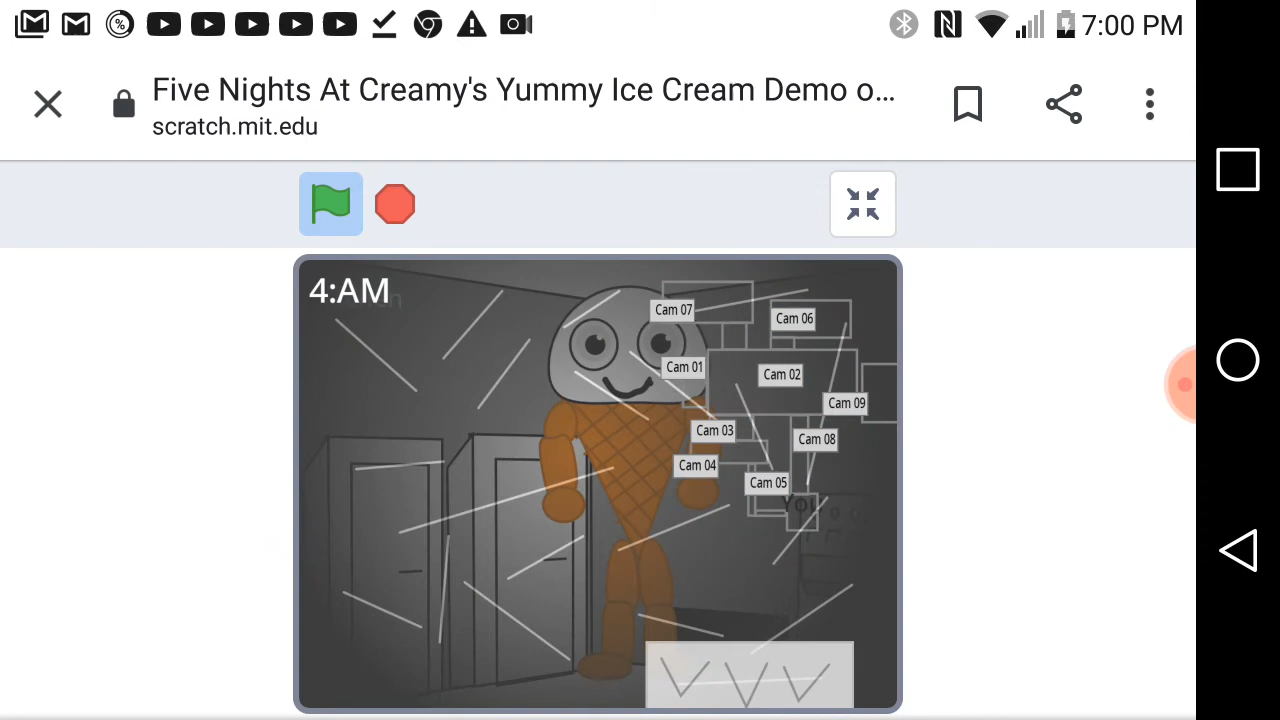 7:00 PM
Five Nights At Creamy's Yummy Ice Cream Demo o...
scratch.mit.edu
4:AM
Cam 07
Cam 06
Cam 01
Cam 02
Cam 09
Cam 03
Cam 08
Cam 04
Cam 05
YOU